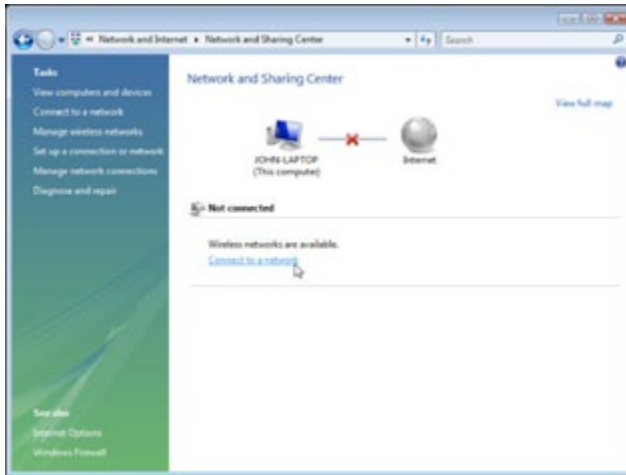 « Network and Internet ▸ Network and Sharing Center
Search
Tasks
View computers and devices
Connect to a network
Manage wireless networks
Set up a connection or network
Manage network connections
Diagnose and repair
Network and Sharing Center
View full map
JOHN-LAPTOP
(This computer)
Internet
Not connected
Wireless networks are available.
Connect to a network
See also
Internet Options
Windows Firewall